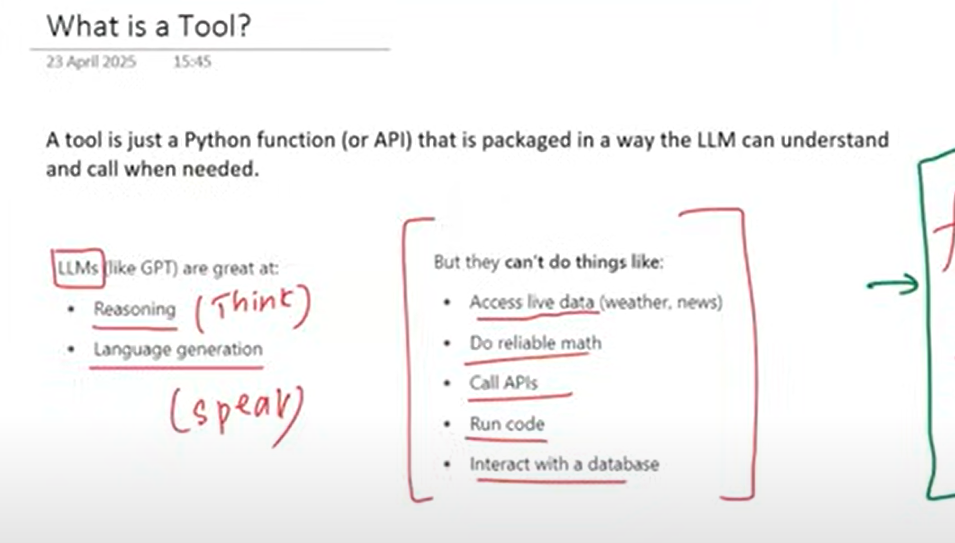 What is a Tool?
23 April 2025 15:45
A tool is just a Python function (or API) that is packaged in a way the LLM can understand
and call when needed.
LLMs (like GPT) are great at:
• Reasoning (Think)
• Language generation
(speak)
But they can't do things like:
• Access live data (weather, news)
• Do reliable math
• Call APIs
• Run code
• Interact with a database